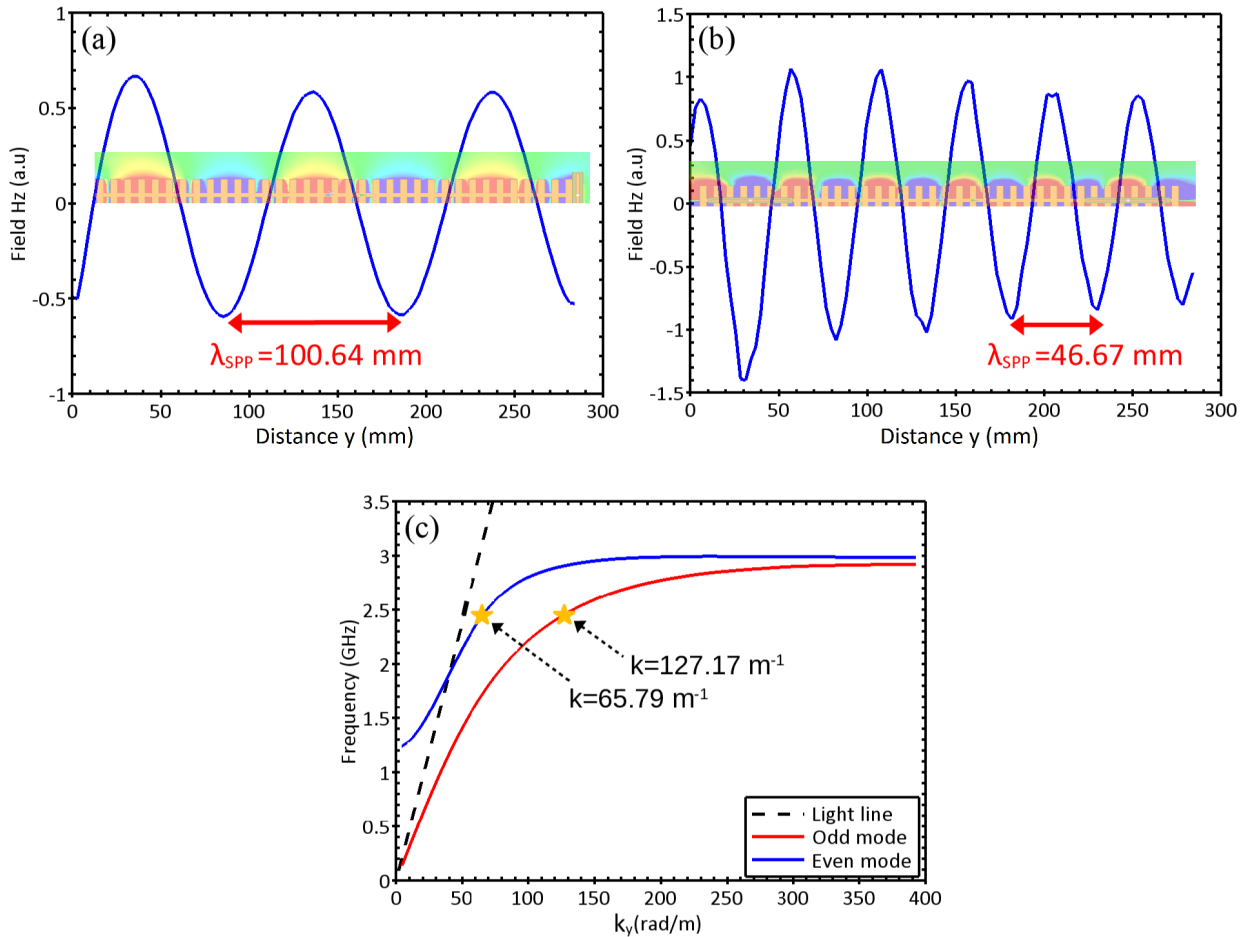 (a)
1
0.5
0
-0.5
-1
Field Hz (a.u)
λSPP =100.64 mm
0 50 100 150 200 250 300
Distance y (mm)
(b)
1.5
1
0.5
0
-0.5
-1
-1.5
Field Hz (a.u)
λSPP =46.67 mm
0 50 100 150 200 250 300
Distance y (mm)
(c)
3.5
3
2.5
2
1.5
1
0.5
0
Frequency (GHz)
k=127.17 m-1
k=65.79 m-1
Light line
Odd mode
Even mode
0 50 100 150 200 250 300 400
ky(rad/m)